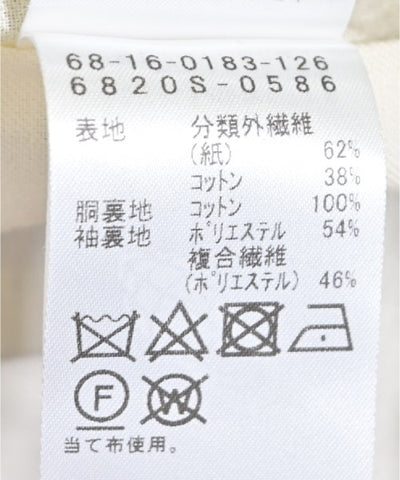 68-16-0183-126
6820S-0586
表地 分類外繊維
(紙) 62%
コットン 38%
胴裏地 コットン 100%
袖裏地 ポリエステル 54%
複合繊維
(ポリエステル) 46%
F W
当て布使用。